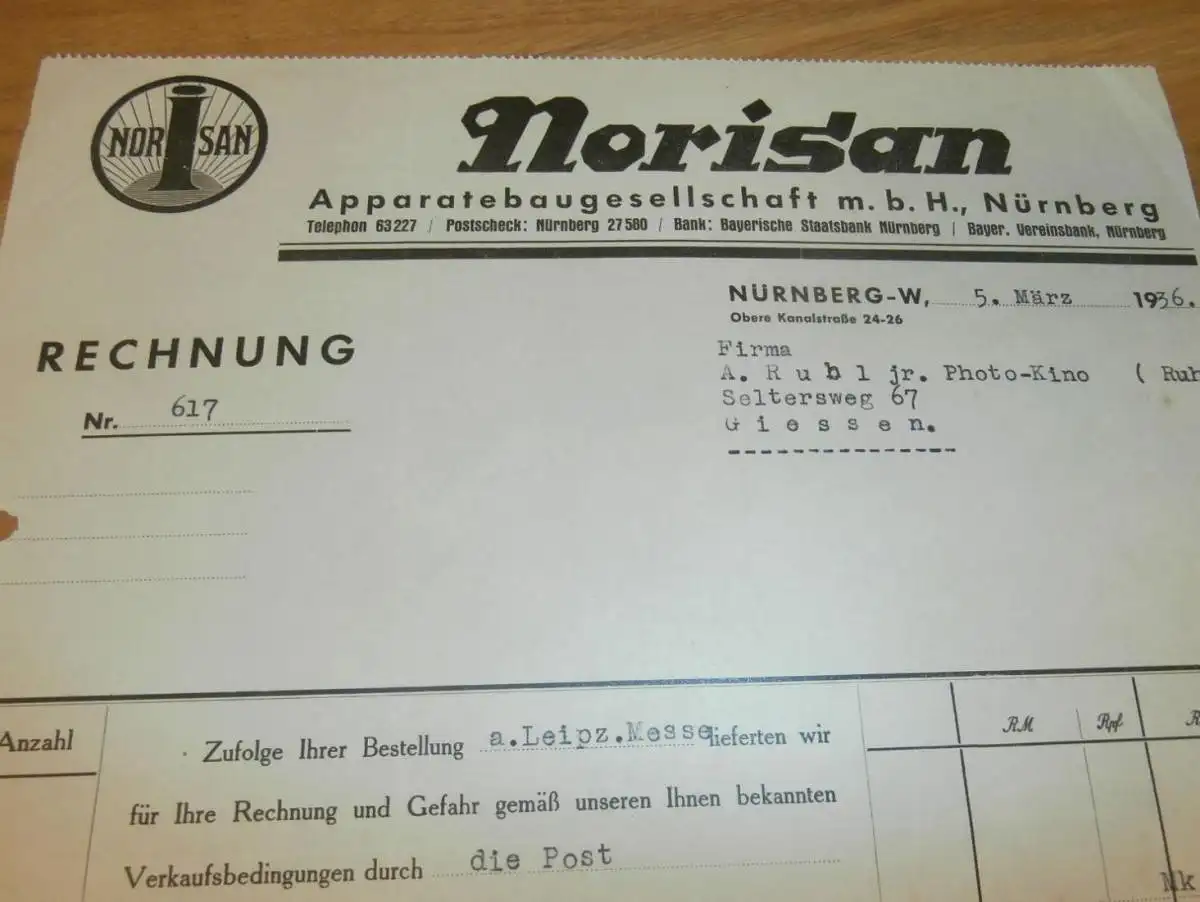 NOR SAN
Norisan
Apparatebaugesellschaft m. b. H., Nürnberg
Telephon 63227 / Postscheck: Nürnberg 27580 / Bank: Bayerische Staatsbank Nürnberg / Bayer. Vereinsbank, Nürnberg
NÜRNBERG-W, 5. März 1936.
Obere Kanalstraße 24-26
RECHNUNG
Nr. 617
Firma
A. R u b l jr. Photo-Kino ( Ruh
Seltersweg 67
G i e s s e n.
Anzahl
RM Rpf R
Zufolge Ihrer Bestellung a.Leipz.Messe lieferten wir
für Ihre Rechnung und Gefahr gemäß unseren Ihnen bekannten
Verkaufsbedingungen durch die Post
Mk